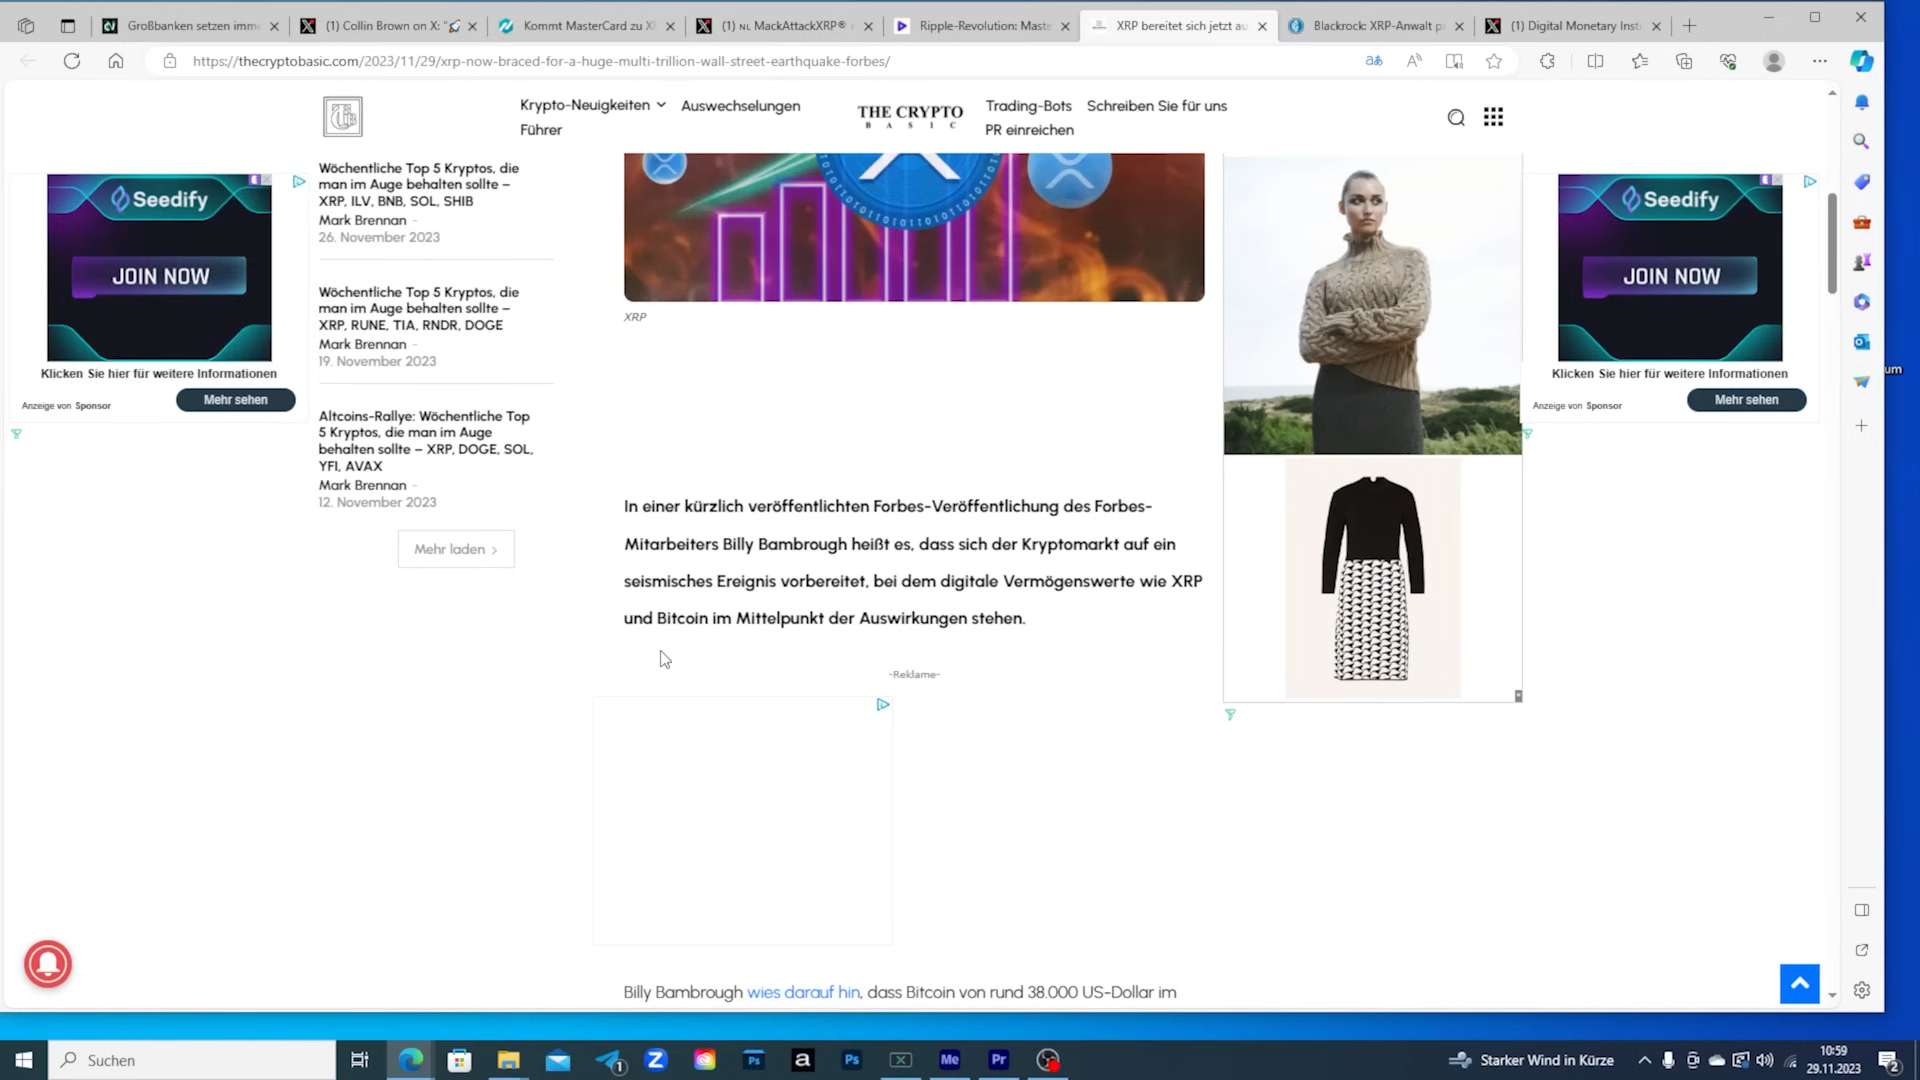 Großbanken setzen imme
(1) Collin Brown on X: "🚀
Kommt MasterCard zu X
(1) ɴʟ MackAttackXRP®
Ripple-Revolution: Maste
XRP bereitet sich jetzt au
Blackrock: XRP-Anwalt p
(1) Digital Monetary Insti
https://thecryptobasic.com/2023/11/29/xrp-now-braced-for-a-huge-multi-trillion-wall-street-earthquake-forbes/
Krypto-Neuigkeiten
Auswechselungen
Führer
THE CRYPTO
BASIC
Trading-Bots
Schreiben Sie für uns
PR einreichen
Wöchentliche Top 5 Kryptos, die
man im Auge behalten sollte –
XRP, ILV, BNB, SOL, SHIB
Mark Brennan -
26. November 2023
Wöchentliche Top 5 Kryptos, die
man im Auge behalten sollte –
XRP, RUNE, TIA, RNDR, DOGE
Mark Brennan -
19. November 2023
Altcoins-Rallye: Wöchentliche Top
5 Kryptos, die man im Auge
behalten sollte – XRP, DOGE, SOL,
YFI, AVAX
Mark Brennan -
12. November 2023
Mehr laden
Seedify
JOIN NOW
Klicken Sie hier für weitere Informationen
Anzeige von Sponsor
Mehr sehen
XRP
In einer kürzlich veröffentlichten Forbes-Veröffentlichung des Forbes-
Mitarbeiters Billy Bambrough heißt es, dass sich der Kryptomarkt auf ein
seismisches Ereignis vorbereitet, bei dem digitale Vermögenswerte wie XRP
und Bitcoin im Mittelpunkt der Auswirkungen stehen.
-Reklame-
Billy Bambrough wies darauf hin, dass Bitcoin von rund 38.000 US-Dollar im
Seedify
JOIN NOW
Klicken Sie hier für weitere Informationen
Anzeige von Sponsor
Mehr sehen
um
Suchen
Starker Wind in Kürze
10:59
29.11.2023